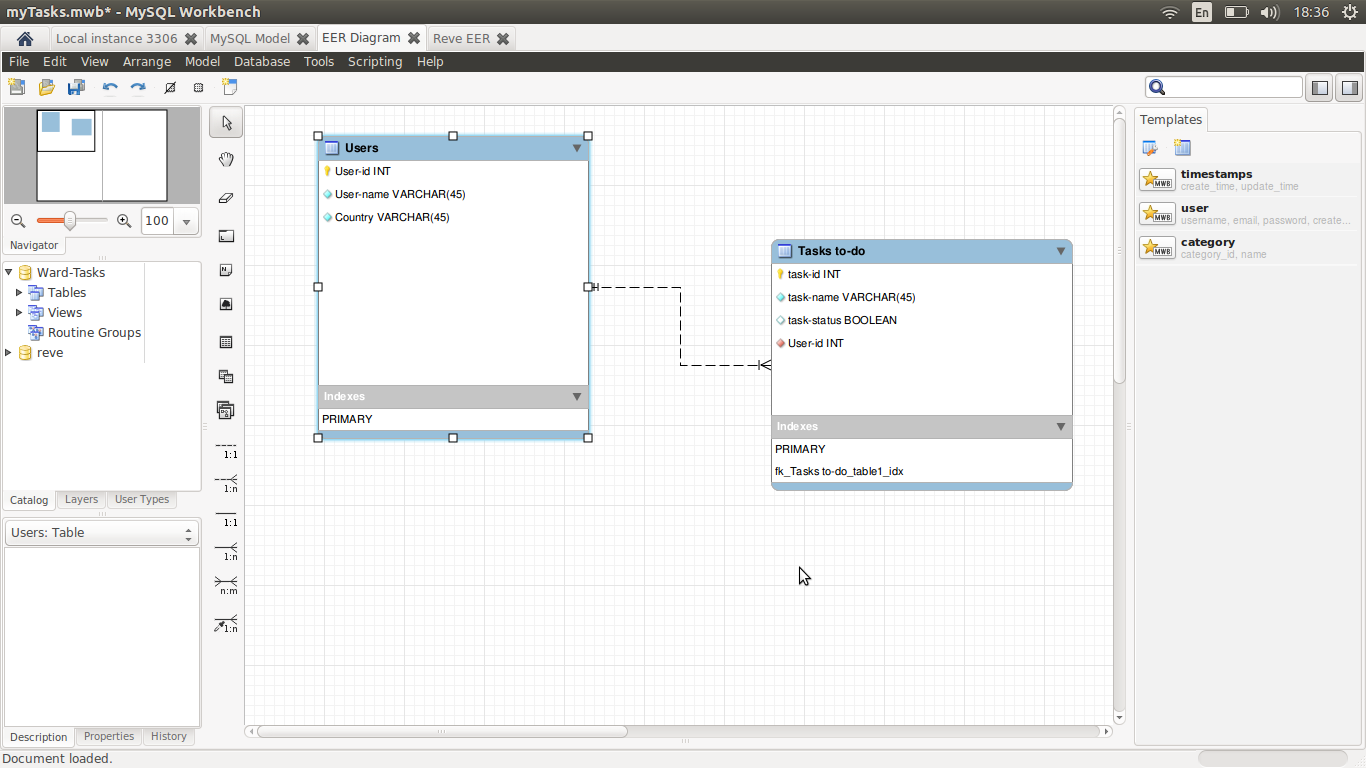 myTasks.mwb* - MySQL Workbench
En
18:36
Local instance 3306
MySQL Model
EER Diagram
Reve EER
File Edit View Arrange Model Database Tools Scripting Help
100
Navigator
Ward-Tasks
Tables
Views
Routine Groups
reve
Catalog
Layers
User Types
Users: Table
Description
Properties
History
Document loaded.
1:1
1:n
1:1
1:n
n:m
1:n
Users
User-id INT
User-name VARCHAR(45)
Country VARCHAR(45)
Indexes
PRIMARY
Tasks to-do
task-id INT
task-name VARCHAR(45)
task-status BOOLEAN
User-id INT
Indexes
PRIMARY
fk_Tasks to-do_table1_idx
Templates
MWB
timestamps
create_time, update_time
MWB
user
username, email, password, create...
MWB
category
category_id, name